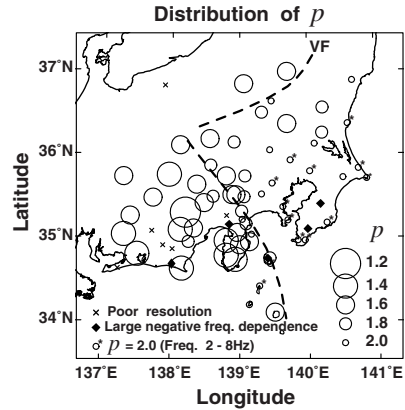 Distribution of p
VF
37°N
36°N
35°N
34°N
Latitude
p
1.2
1.4
1.6
1.8
2.0
× Poor resolution
◆ Large negative freq. dependence
○* p = 2.0 (Freq. 2 - 8Hz)
137°E 138°E 139°E 140°E 141°E
Longitude